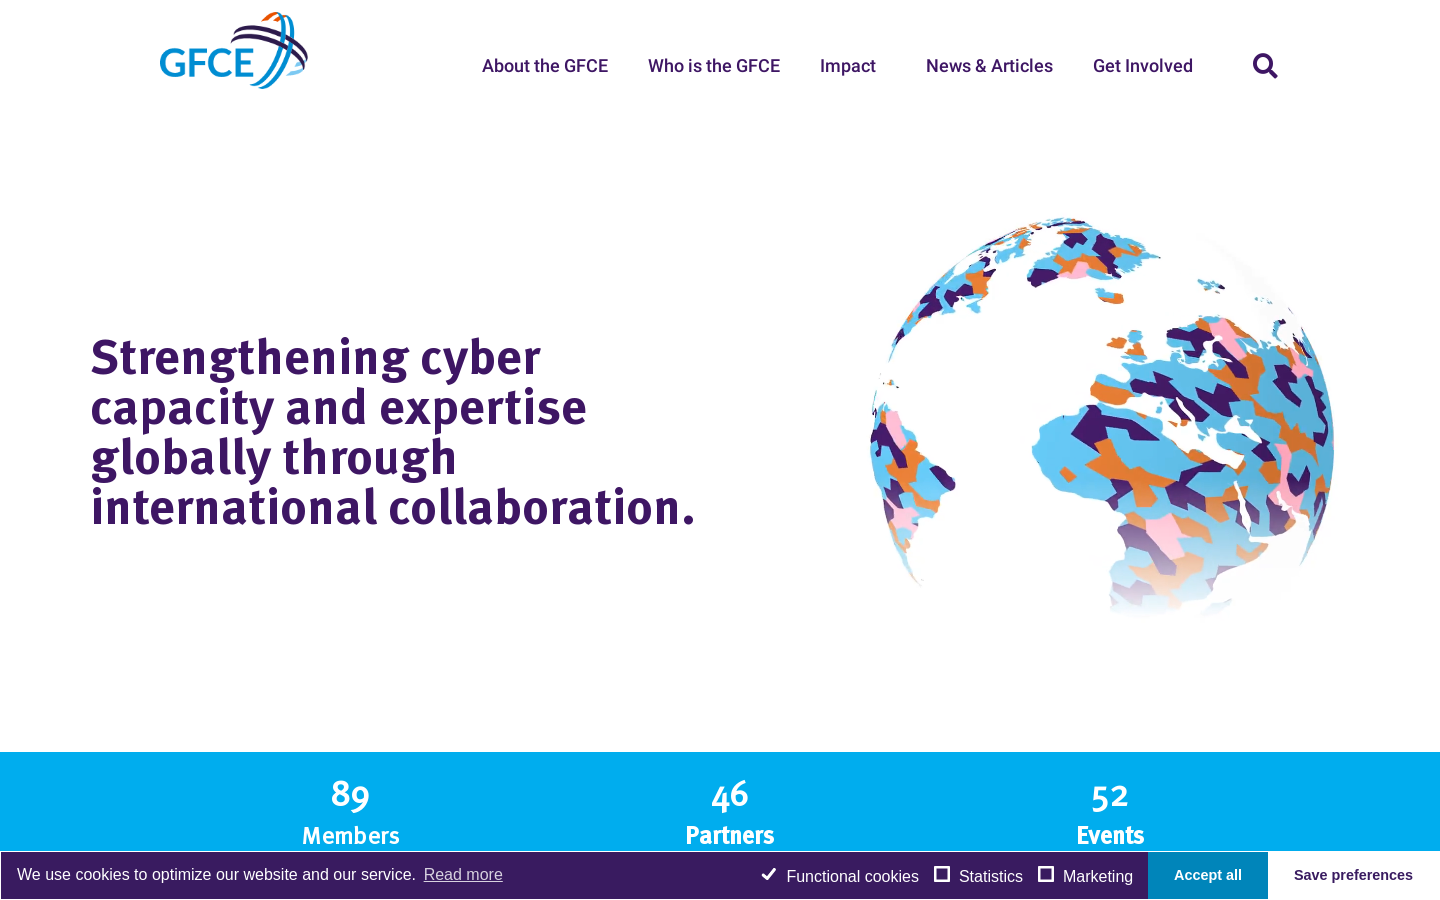 GFCE
About the GFCE
Who is the GFCE
Impact
News & Articles
Get Involved
Strengthening cyber
capacity and expertise
globally through
international collaboration.
89
Members
46
Partners
52
Events
We use cookies to optimize our website and our service. Read more
Functional cookies
Statistics
Marketing
Accept all
Save preferences